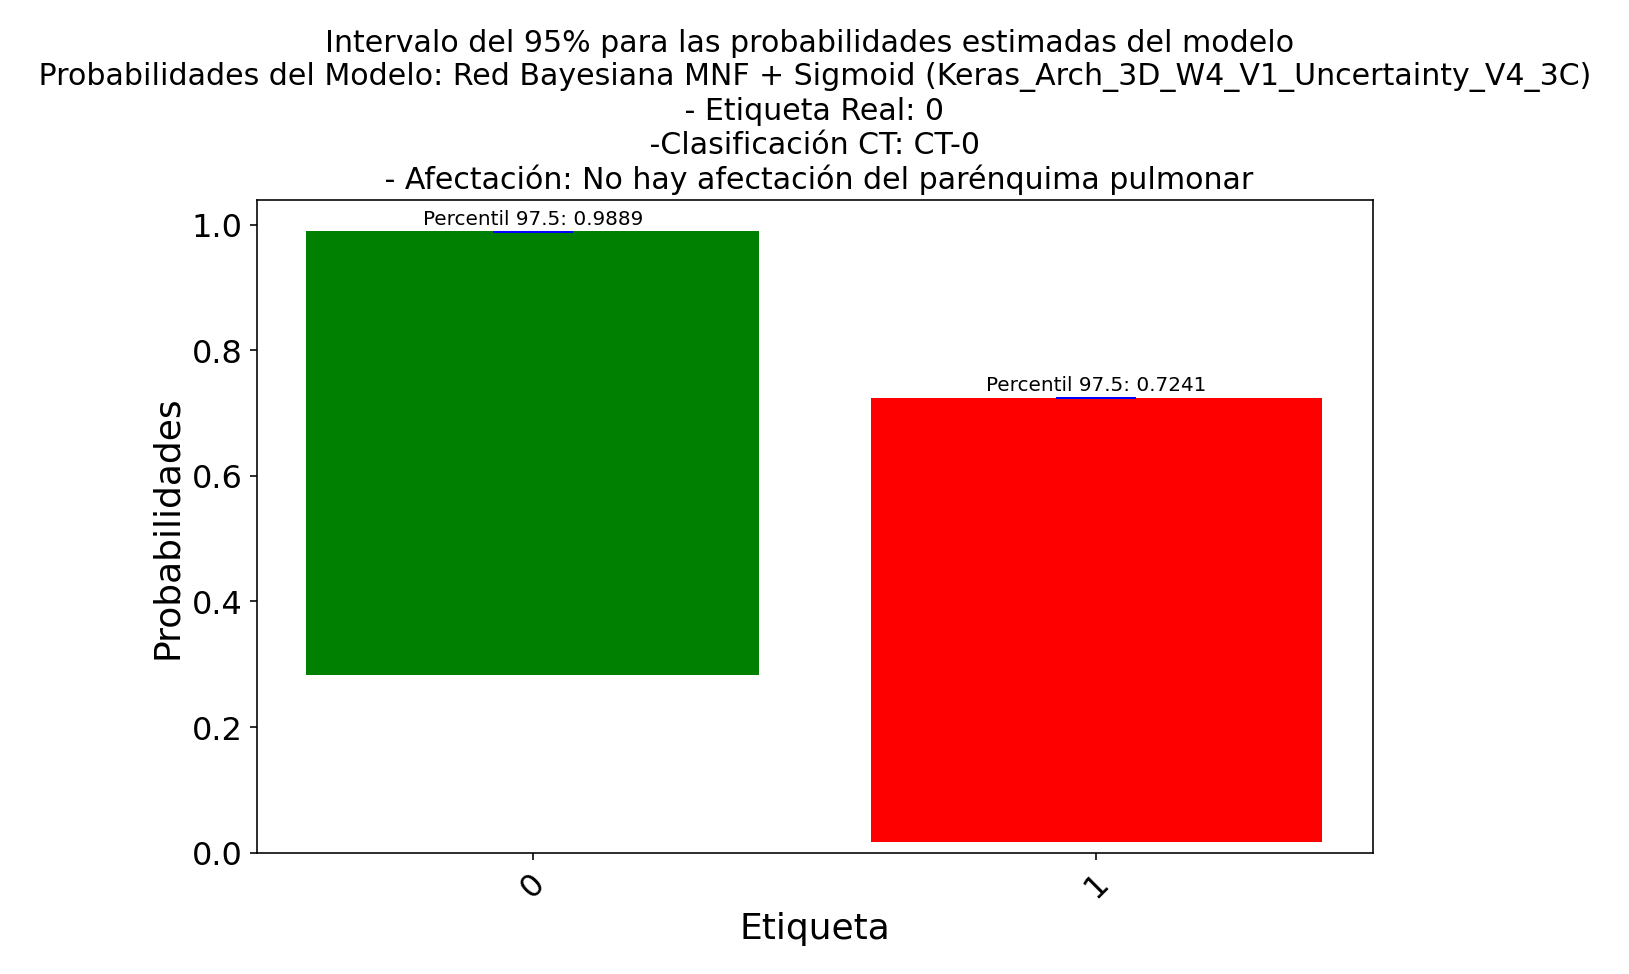 Intervalo del 95% para las probabilidades estimadas del modelo
Probabilidades del Modelo: Red Bayesiana MNF + Sigmoid (Keras_Arch_3D_W4_V1_Uncertainty_V4_3C)
- Etiqueta Real: 0
-Clasificación CT: CT-0
- Afectación: No hay afectación del parénquima pulmonar
Percentil 97.5: 0.9889
Percentil 97.5: 0.7241
1.0
0.8
0.6
0.4
0.2
0.0
Probabilidades
0
1
Etiqueta